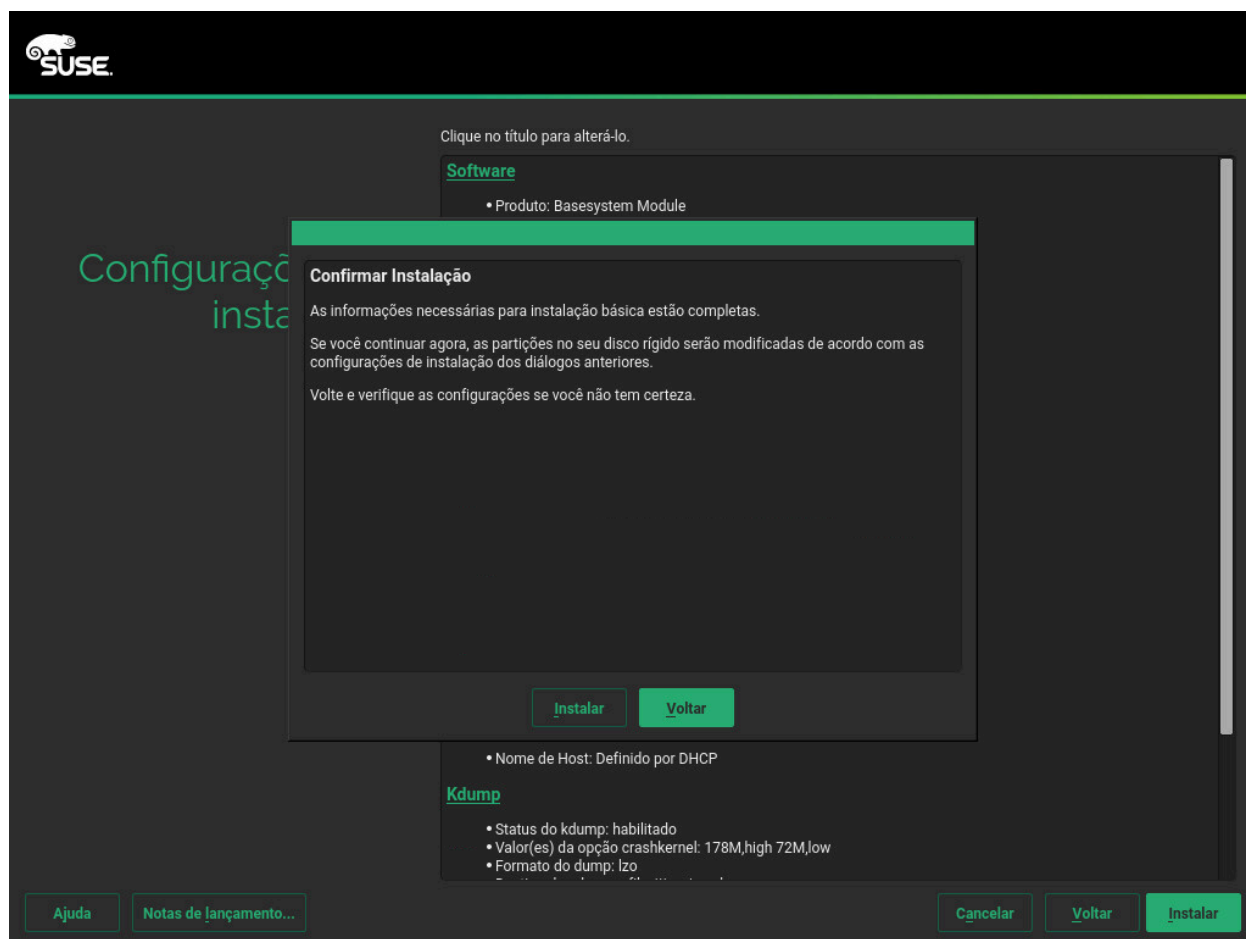 SUSE.
Clique no título para alterá-lo.
Software
• Produto: Basesystem Module
Configuraçõ
insta
Confirmar Instalação
As informações necessárias para instalação básica estão completas.
Se você continuar agora, as partições no seu disco rígido serão modificadas de acordo com as
configurações de instalação dos diálogos anteriores.
Volte e verifique as configurações se você não tem certeza.
Instalar
Voltar
• Nome de Host: Definido por DHCP
Kdump
• Status do kdump: habilitado
• Valor(es) da opção crashkernel: 178M,high 72M,low
• Formato do dump: lzo
Ajuda
Notas de lançamento...
Cancelar
Voltar
Instalar